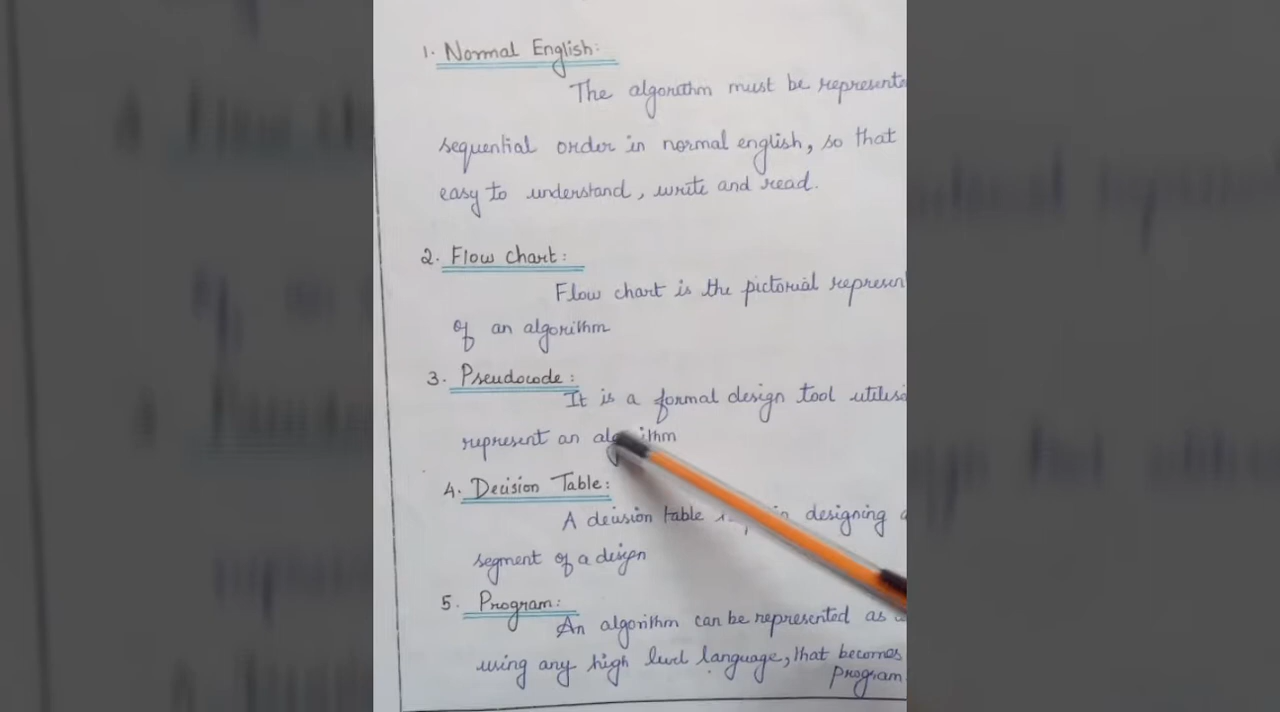 1. Normal English:
The algorithm must be represente
sequential order in normal english, so that
easy to understand, write and read.
2. Flow chart:
Flow chart is the pictorial represen
of an algorithm
3. Pseudocode:
It is a formal design tool utilis
represent an algorithm
4. Decision Table:
A decision table in designing a
segment of a design
5. Program:
An algorithm can be represented as a
using any high level language, that becomes
program